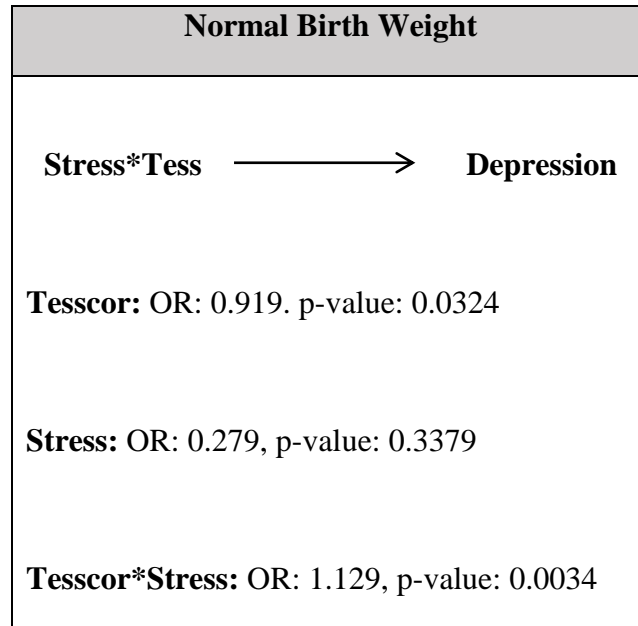 Normal Birth Weight
Stress*Tess Depression
Tesscor: OR: 0.919. p-value: 0.0324
Stress: OR: 0.279, p-value: 0.3379
Tesscor*Stress: OR: 1.129, p-value: 0.0034